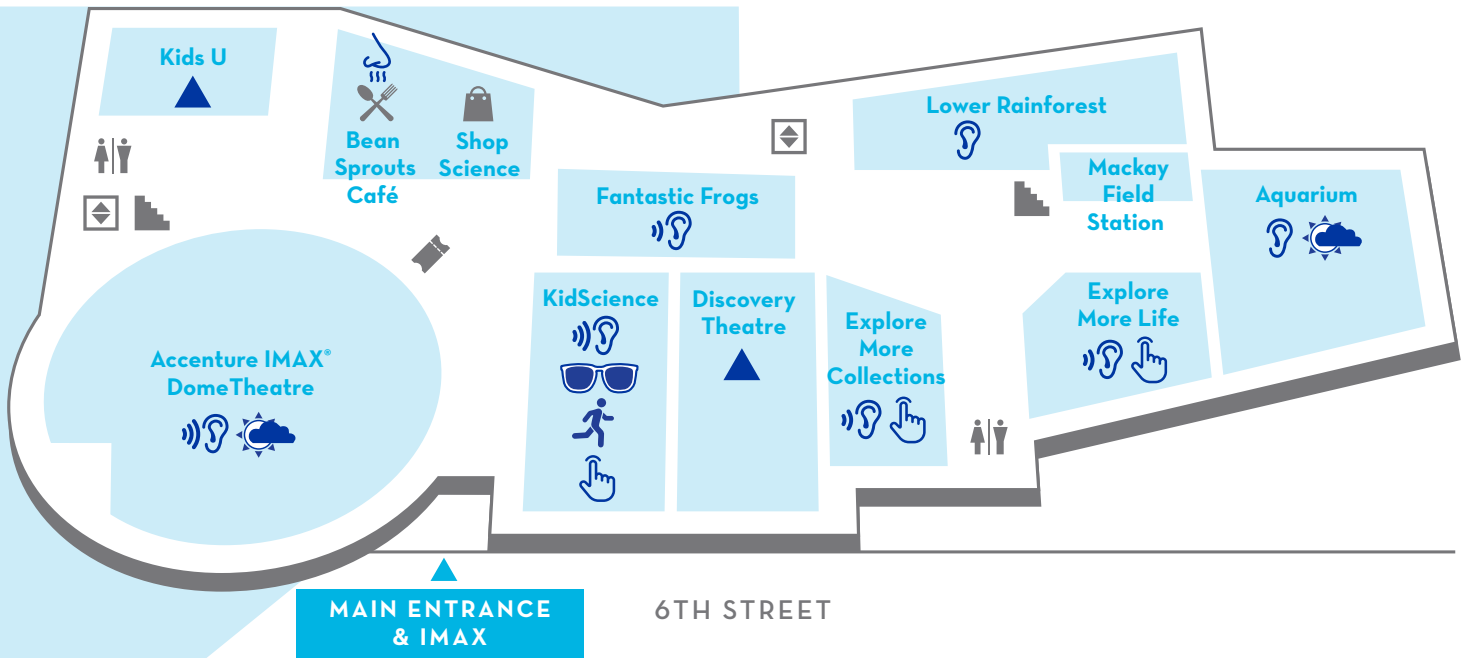 Kids U
Bean
Sprouts
Café
Shop
Science
Lower Rainforest
Mackay
Field
Station
Aquarium
Fantastic Frogs
KidScience
Discovery
Theatre
Explore
More
Collections
Explore
More Life
Accenture IMAX®
DomeTheatre
MAIN ENTRANCE
& IMAX
6TH STREET